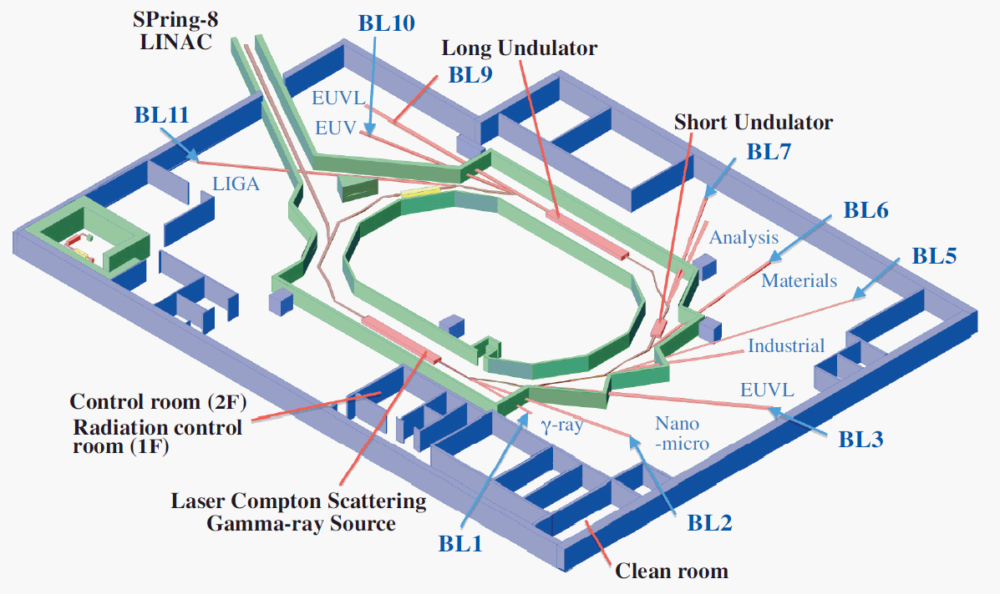 SPring-8
LINAC
BL10
Long Undulator
BL9
EUVL
EUV
BL11
LIGA
Short Undulator
BL7
BL6
Analysis
BL5
Materials
Industrial
EUVL
BL3
Nano
-micro
γ-ray
Control room (2F)
Radiation control
room (1F)
Laser Compton Scattering
Gamma-ray Source
BL1
BL2
Clean room